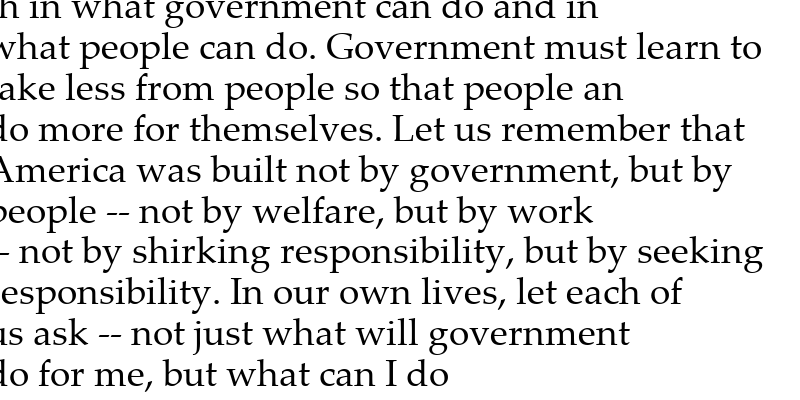 h in what government can do and in
what people can do. Government must learn to
take less from people so that people an
do more for themselves. Let us remember that
America was built not by government, but by
people -- not by welfare, but by work
-- not by shirking responsibility, but by seeking
responsibility. In our own lives, let each of
us ask -- not just what will government
do for me, but what can I do